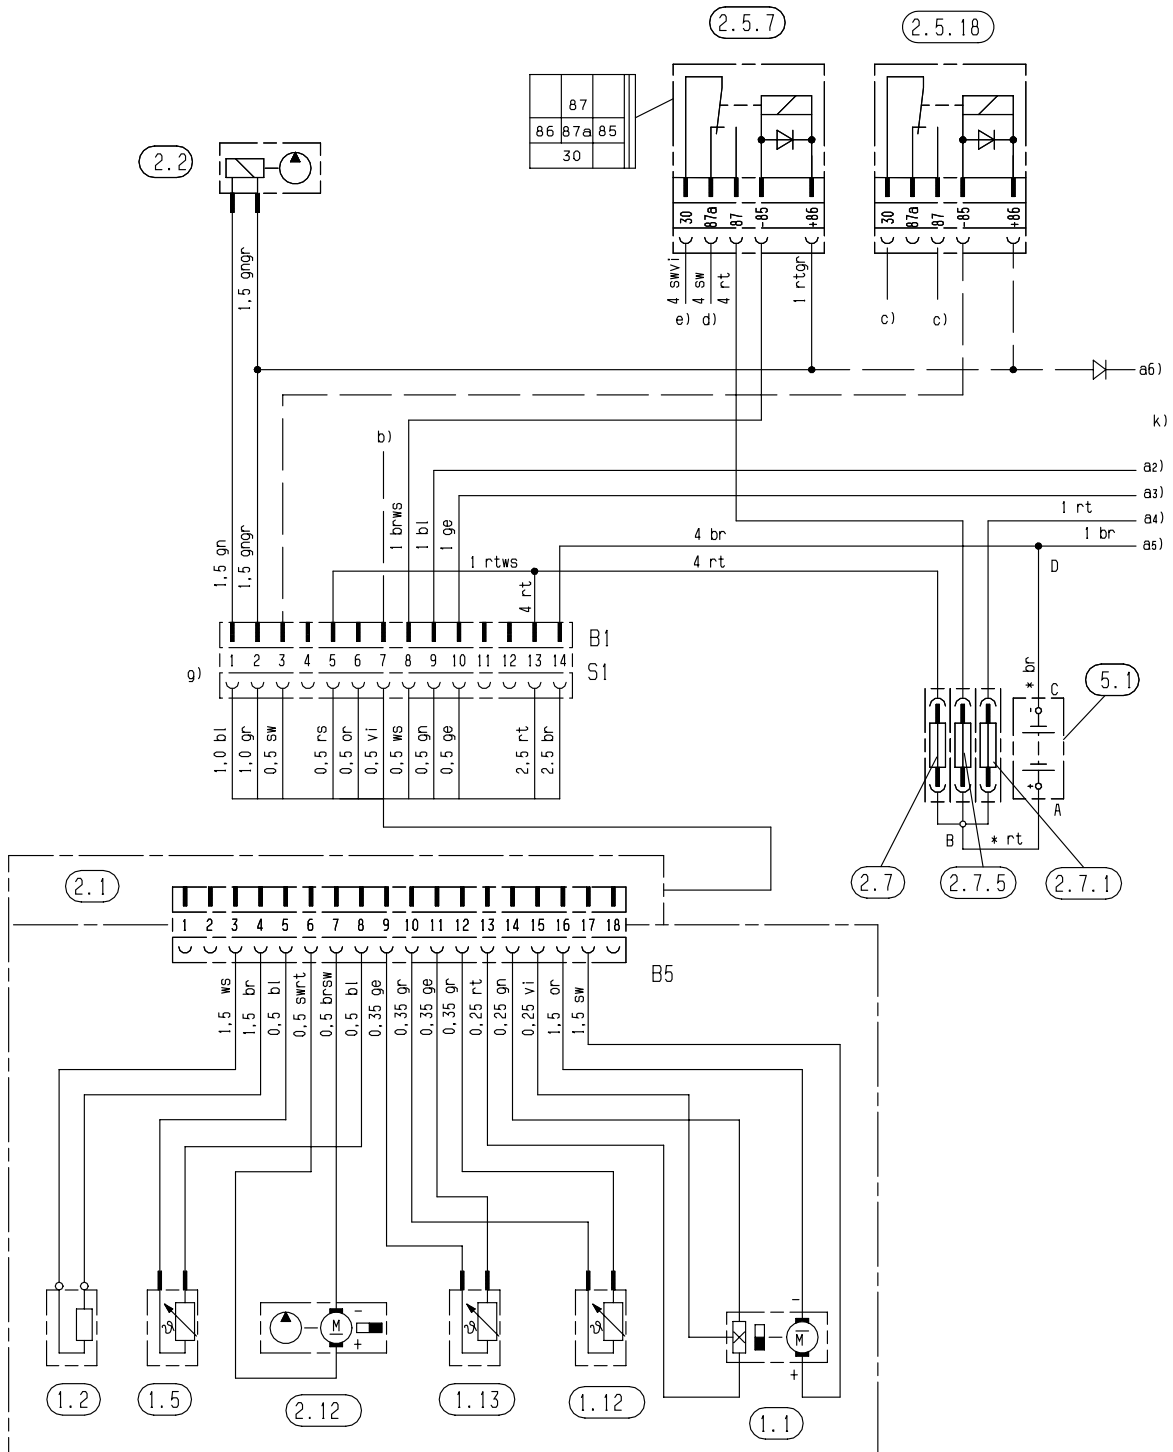 2.5.7
2.5.18
87
86 87a 85
30
2.2
30 87a 87 -85 +86
30 87a 87 -85 +86
4 swvi
4 sw
4 rt
1 rtgr
e) d)
c) c)
1,5 gngr
a6)
k)
b)
a2)
a3)
1 rt
a4)
4 br
1 br
a5)
1,5 gn
1,5 gngr
1 brws
1 bl
1 ge
1 rtws
4 rt
4 rt
D
B1
g)
1 2 3 4 5 6 7 8 9 10 11 12 13 14
S1
* br
C
5.1
-
+
A
B
* rt
1,0 bl
1,0 gr
0,5 sw
0,5 rs
0,5 or
0,5 vi
0,5 ws
0,5 gn
0,5 ge
2,5 rt
2.5 br
2.7
2.7.5
2.7.1
2.1
1 2 3 4 5 6 7 8 9 10 11 12 13 14 15 16 17 18
B5
1,5 ws
1,5 br
0,5 bl
0,5 swrt
0,5 brsw
0,5 bl
0,35 ge
0,35 gr
0,35 ge
0,35 gr
0,25 rt
0,25 gn
0,25 vi
1,5 or
1,5 sw
ϑ
-
M
+
ϑ
ϑ
-
M
+
1.2
1.5
2.12
1.13
1.12
1.1